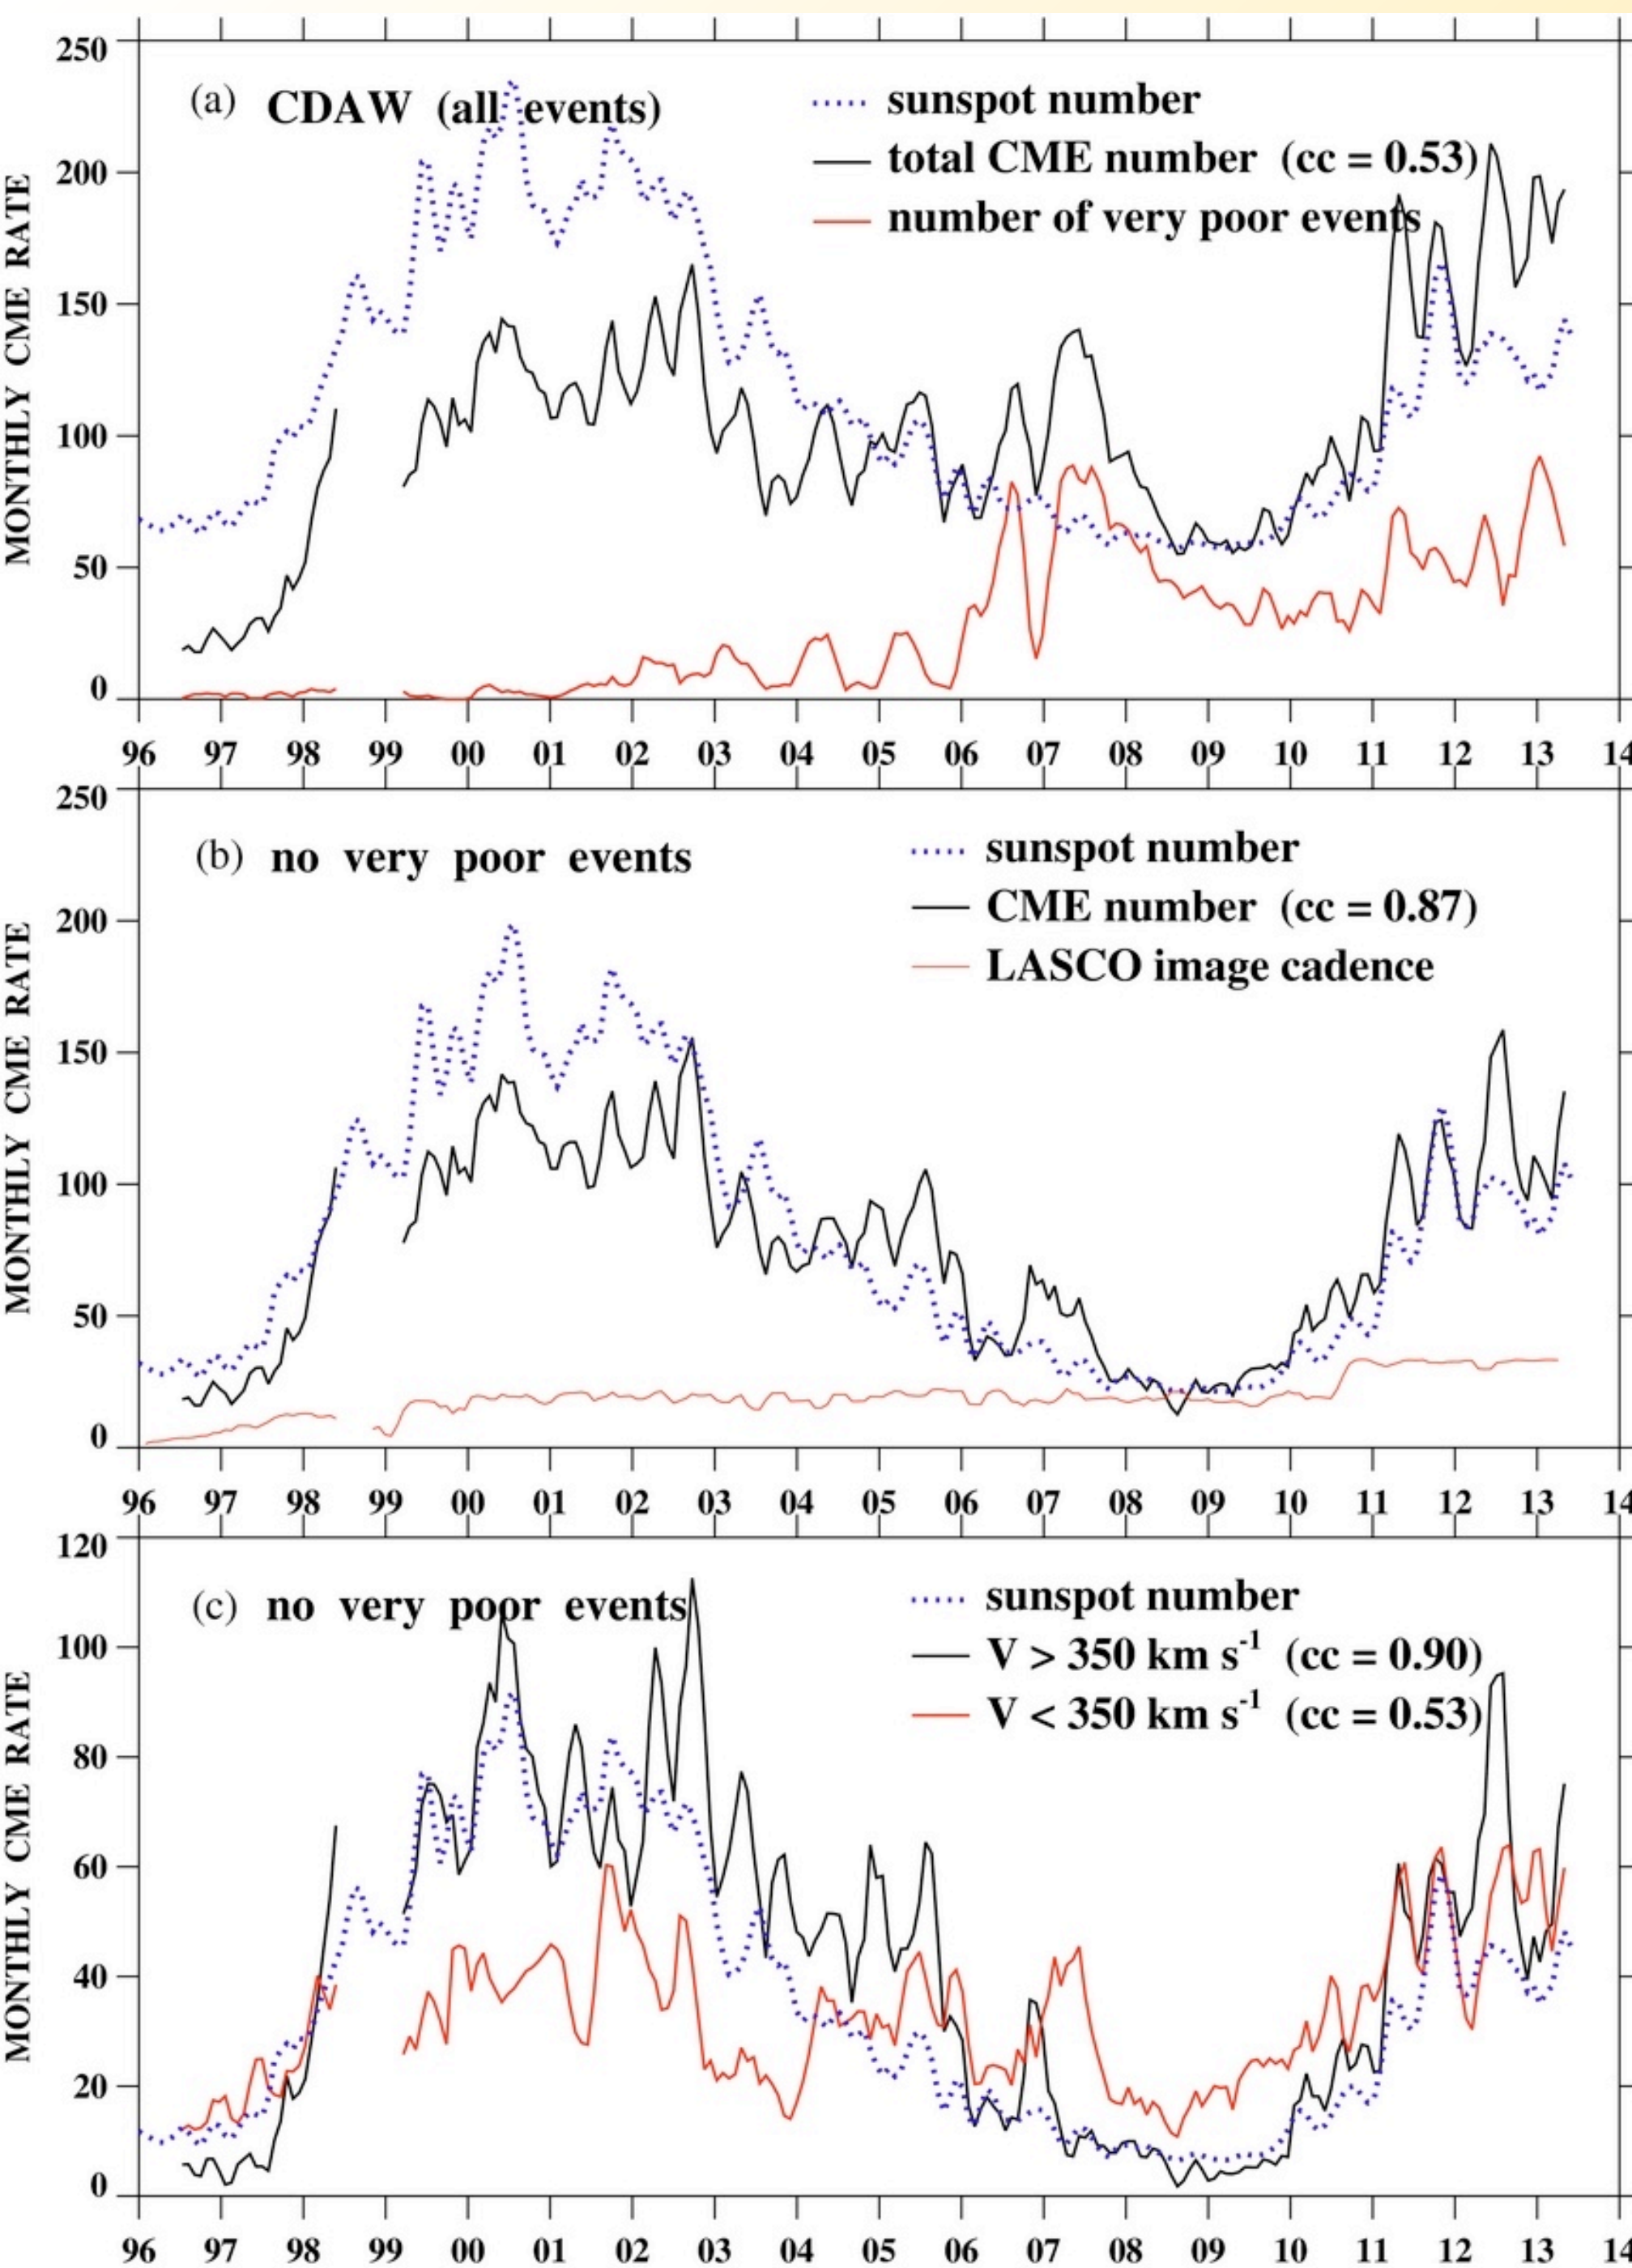 MONTHLY CME RATE
250
200
150
100
50
0
(a) CDAW (all events)
sunspot number
total CME number (cc = 0.53)
number of very poor events
96 97 98 99 00 01 02 03 04 05 06 07 08 09 10 11 12 13 14
MONTHLY CME RATE
250
200
150
100
50
0
(b) no very poor events
sunspot number
CME number (cc = 0.87)
LASCO image cadence
96 97 98 99 00 01 02 03 04 05 06 07 08 09 10 11 12 13 14
MONTHLY CME RATE
120
100
80
60
40
20
0
(c) no very poor events
sunspot number
V > 350 km s⁻¹ (cc = 0.90)
V < 350 km s⁻¹ (cc = 0.53)
96 97 98 99 00 01 02 03 04 05 06 07 08 09 10 11 12 13 14